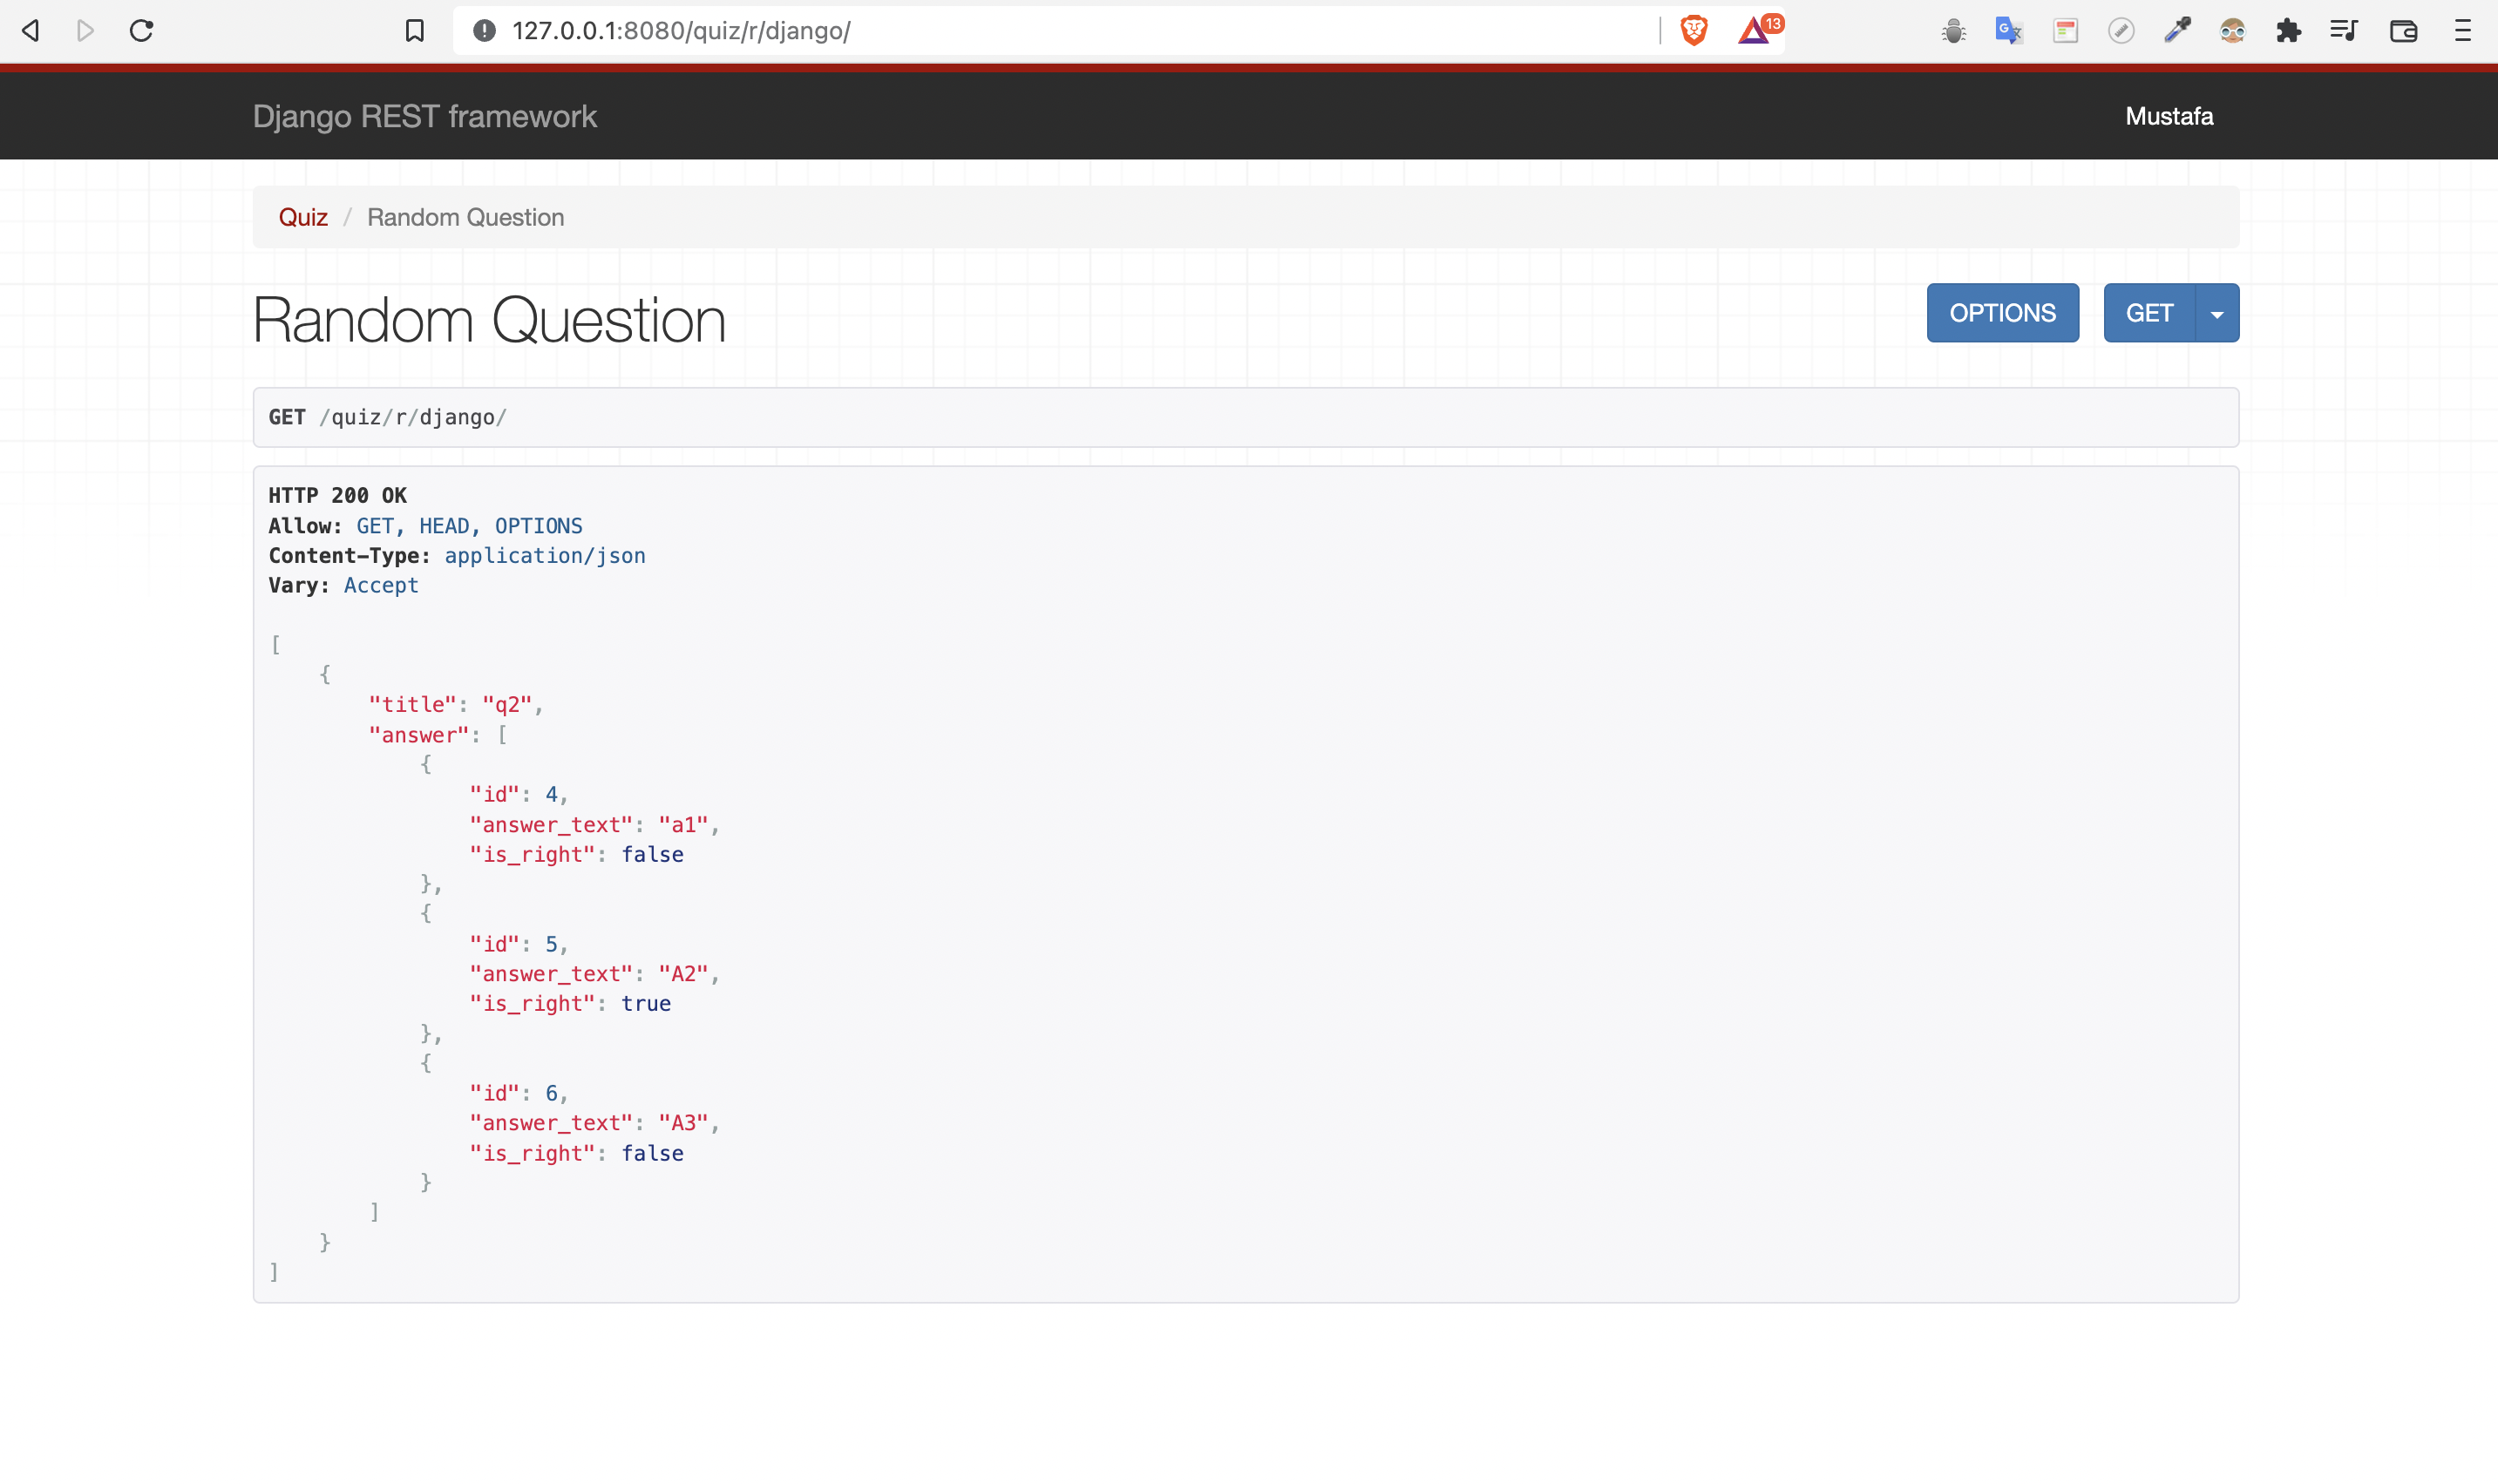 127.0.0.1:8080/quiz/r/django/
13
Django REST framework
Mustafa
Quiz / Random Question
Random Question
OPTIONS
GET
GET /quiz/r/django/
HTTP 200 OK
Allow: GET, HEAD, OPTIONS
Content-Type: application/json
Vary: Accept
[
    {
        "title": "q2",
        "answer": [
            {
                "id": 4,
                "answer_text": "a1",
                "is_right": false
            },
            {
                "id": 5,
                "answer_text": "A2",
                "is_right": true
            },
            {
                "id": 6,
                "answer_text": "A3",
                "is_right": false
            }
        ]
    }
]